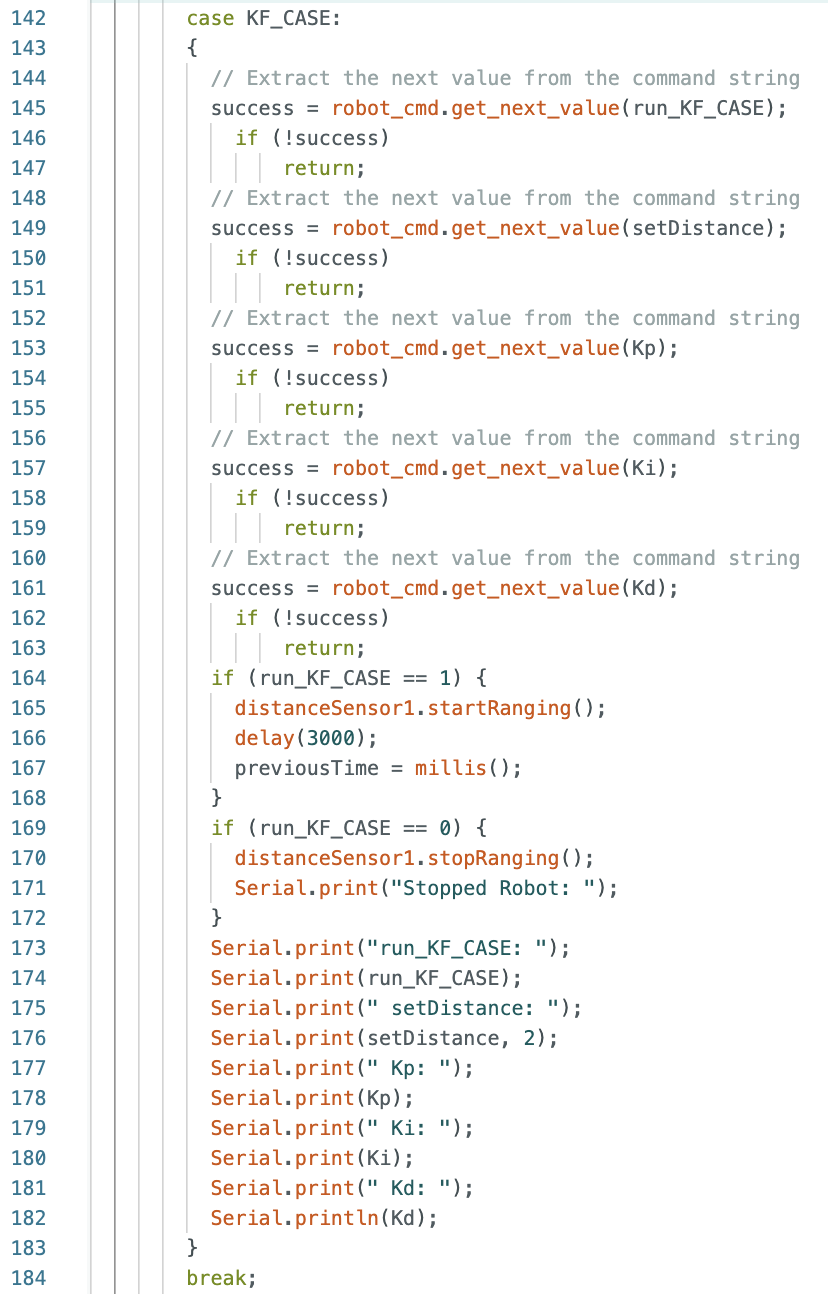 142 case KF_CASE:
143 {
144 // Extract the next value from the command string
145 success = robot_cmd.get_next_value(run_KF_CASE);
146 if (!success)
147 return;
148 // Extract the next value from the command string
149 success = robot_cmd.get_next_value(setDistance);
150 if (!success)
151 return;
152 // Extract the next value from the command string
153 success = robot_cmd.get_next_value(Kp);
154 if (!success)
155 return;
156 // Extract the next value from the command string
157 success = robot_cmd.get_next_value(Ki);
158 if (!success)
159 return;
160 // Extract the next value from the command string
161 success = robot_cmd.get_next_value(Kd);
162 if (!success)
163 return;
164 if (run_KF_CASE == 1) {
165 distanceSensor1.startRanging();
166 delay(3000);
167 previousTime = millis();
168 }
169 if (run_KF_CASE == 0) {
170 distanceSensor1.stopRanging();
171 Serial.print("Stopped Robot: ");
172 }
173 Serial.print("run_KF_CASE: ");
174 Serial.print(run_KF_CASE);
175 Serial.print(" setDistance: ");
176 Serial.print(setDistance, 2);
177 Serial.print(" Kp: ");
178 Serial.print(Kp);
179 Serial.print(" Ki: ");
180 Serial.print(Ki);
181 Serial.print(" Kd: ");
182 Serial.println(Kd);
183 }
184 break;